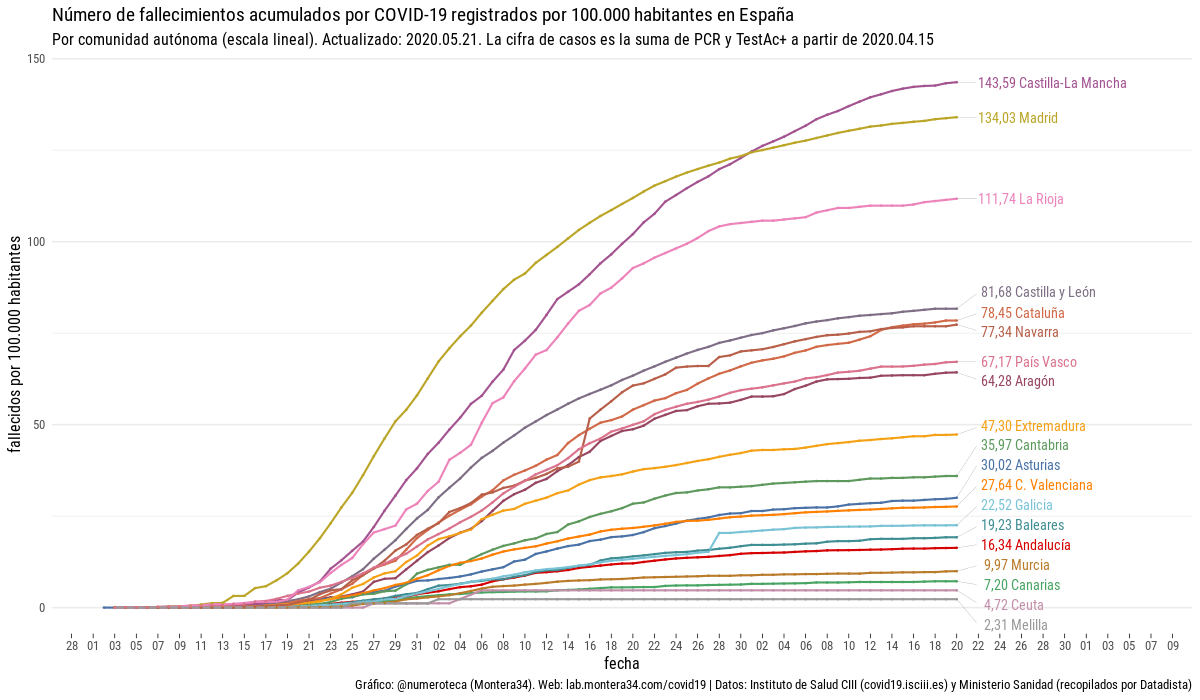 Número de fallecimientos acumulados por COVID-19 registrados por 100.000 habitantes en España
Por comunidad autónoma (escala lineal). Actualizado: 2020.05.21. La cifra de casos es la suma de PCR y TestAc+ a partir de 2020.04.15
fallecidos por 100.000 habitantes
150
100
50
0
143,59 Castilla-La Mancha
134,03 Madrid
111,74 La Rioja
81,68 Castilla y León
78,45 Cataluña
77,34 Navarra
67,17 País Vasco
64,28 Aragón
47,30 Extremadura
35,97 Cantabria
30,02 Asturias
27,64 C. Valenciana
22,52 Galicia
19,23 Baleares
16,34 Andalucía
9,97 Murcia
7,20 Canarias
4,72 Ceuta
2,31 Melilla
28 01 03 05 07 09 11 13 15 17 19 21 23 25 27 29 31 02 04 06 08 10 12 14 16 18 20 22 24 26 28 30 02 04 06 08 10 12 14 16 18 20 22 24 26 28 30 01 03 05 07 09
fecha
Gráfico: @numeroteca (Montera34). Web: lab.montera34.com/covid19 | Datos: Instituto de Salud CIII (covid19.isciii.es) y Ministerio Sanidad (recopilados por Datadista)